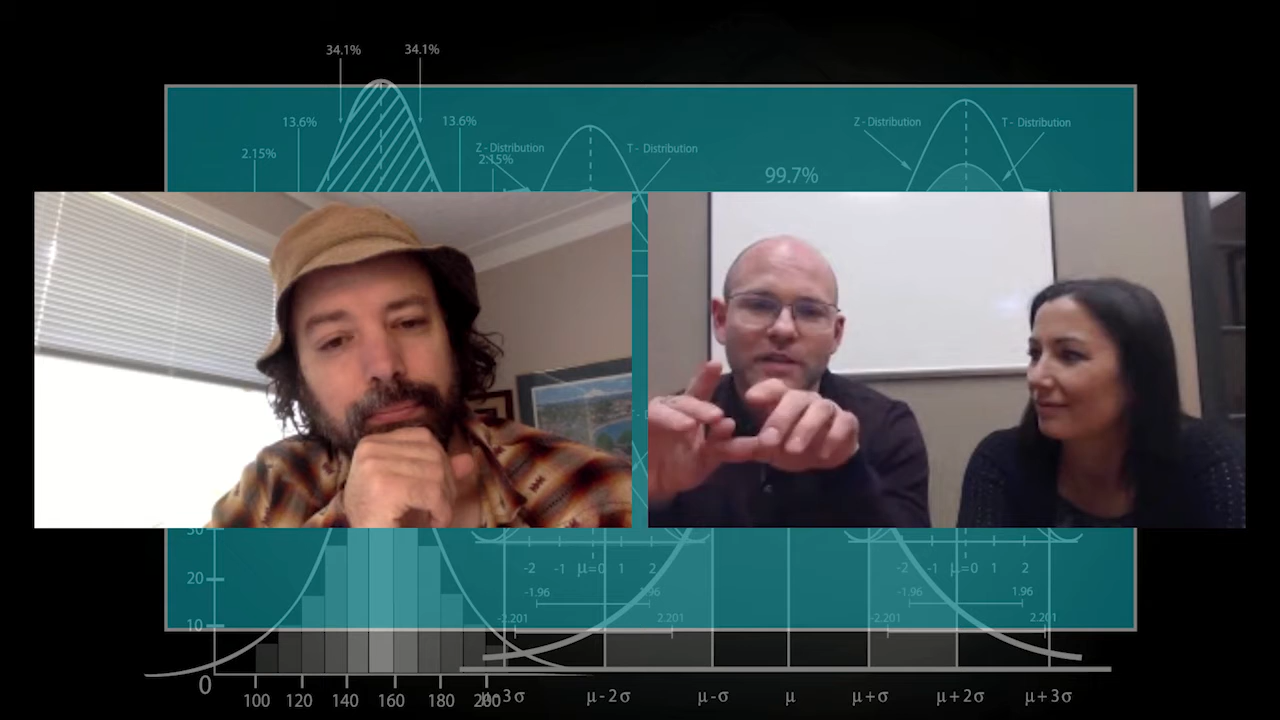 34.1% 34.1%
13.6% 13.6%
2.15% 2.15%
Z - Distribution T - Distribution
Z - Distribution T - Distribution
99.7%
20
10
0
100 120 140 160 180 200
-2 -1 μ=0 1 2
-1.96 1.96
-2.201 2.201
-2 -1 μ=0 1 2
-1.96 1.96
-2.201 2.201
μ-3σ μ-2σ μ-σ μ μ+σ μ+2σ μ+3σ